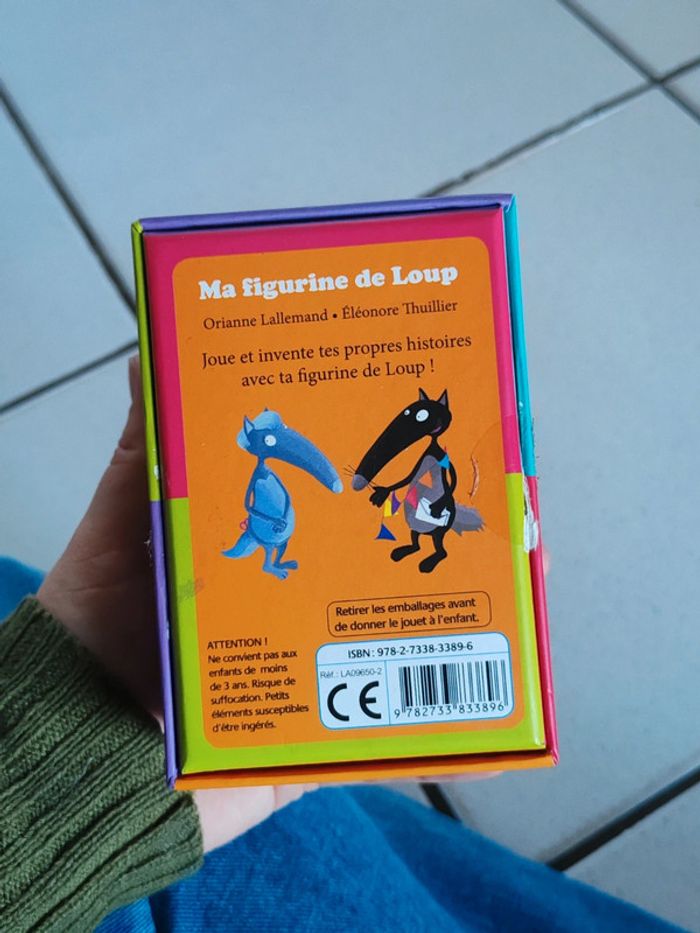 Ma figurine de Loup
Orianne Lallemand • Éléonore Thuillier
Joue et invente tes propres histoires
avec ta figurine de Loup !
Retirer les emballages avant
de donner le jouet à l'enfant.
ATTENTION !
Ne convient pas aux
enfants de moins
de 3 ans. Risque de
suffocation. Petits
éléments susceptibles
d'être ingérés.
ISBN : 978-2-7338-3389-6
Réf.: LA09650-2
CE
9 782733 833896